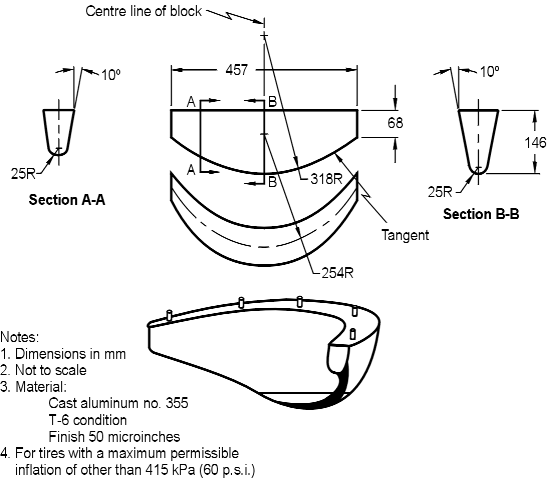 Centre line of block
457
10º
10º
A
B
68
146
25R
A
B
318R
25R
Section A-A
Section B-B
Tangent
254R
Notes:
1. Dimensions in mm
2. Not to scale
3. Material:
Cast aluminum no. 355
T-6 condition
Finish 50 microinches
4. For tires with a maximum permissible
inflation of other than 415 kPa (60 p.s.i.)